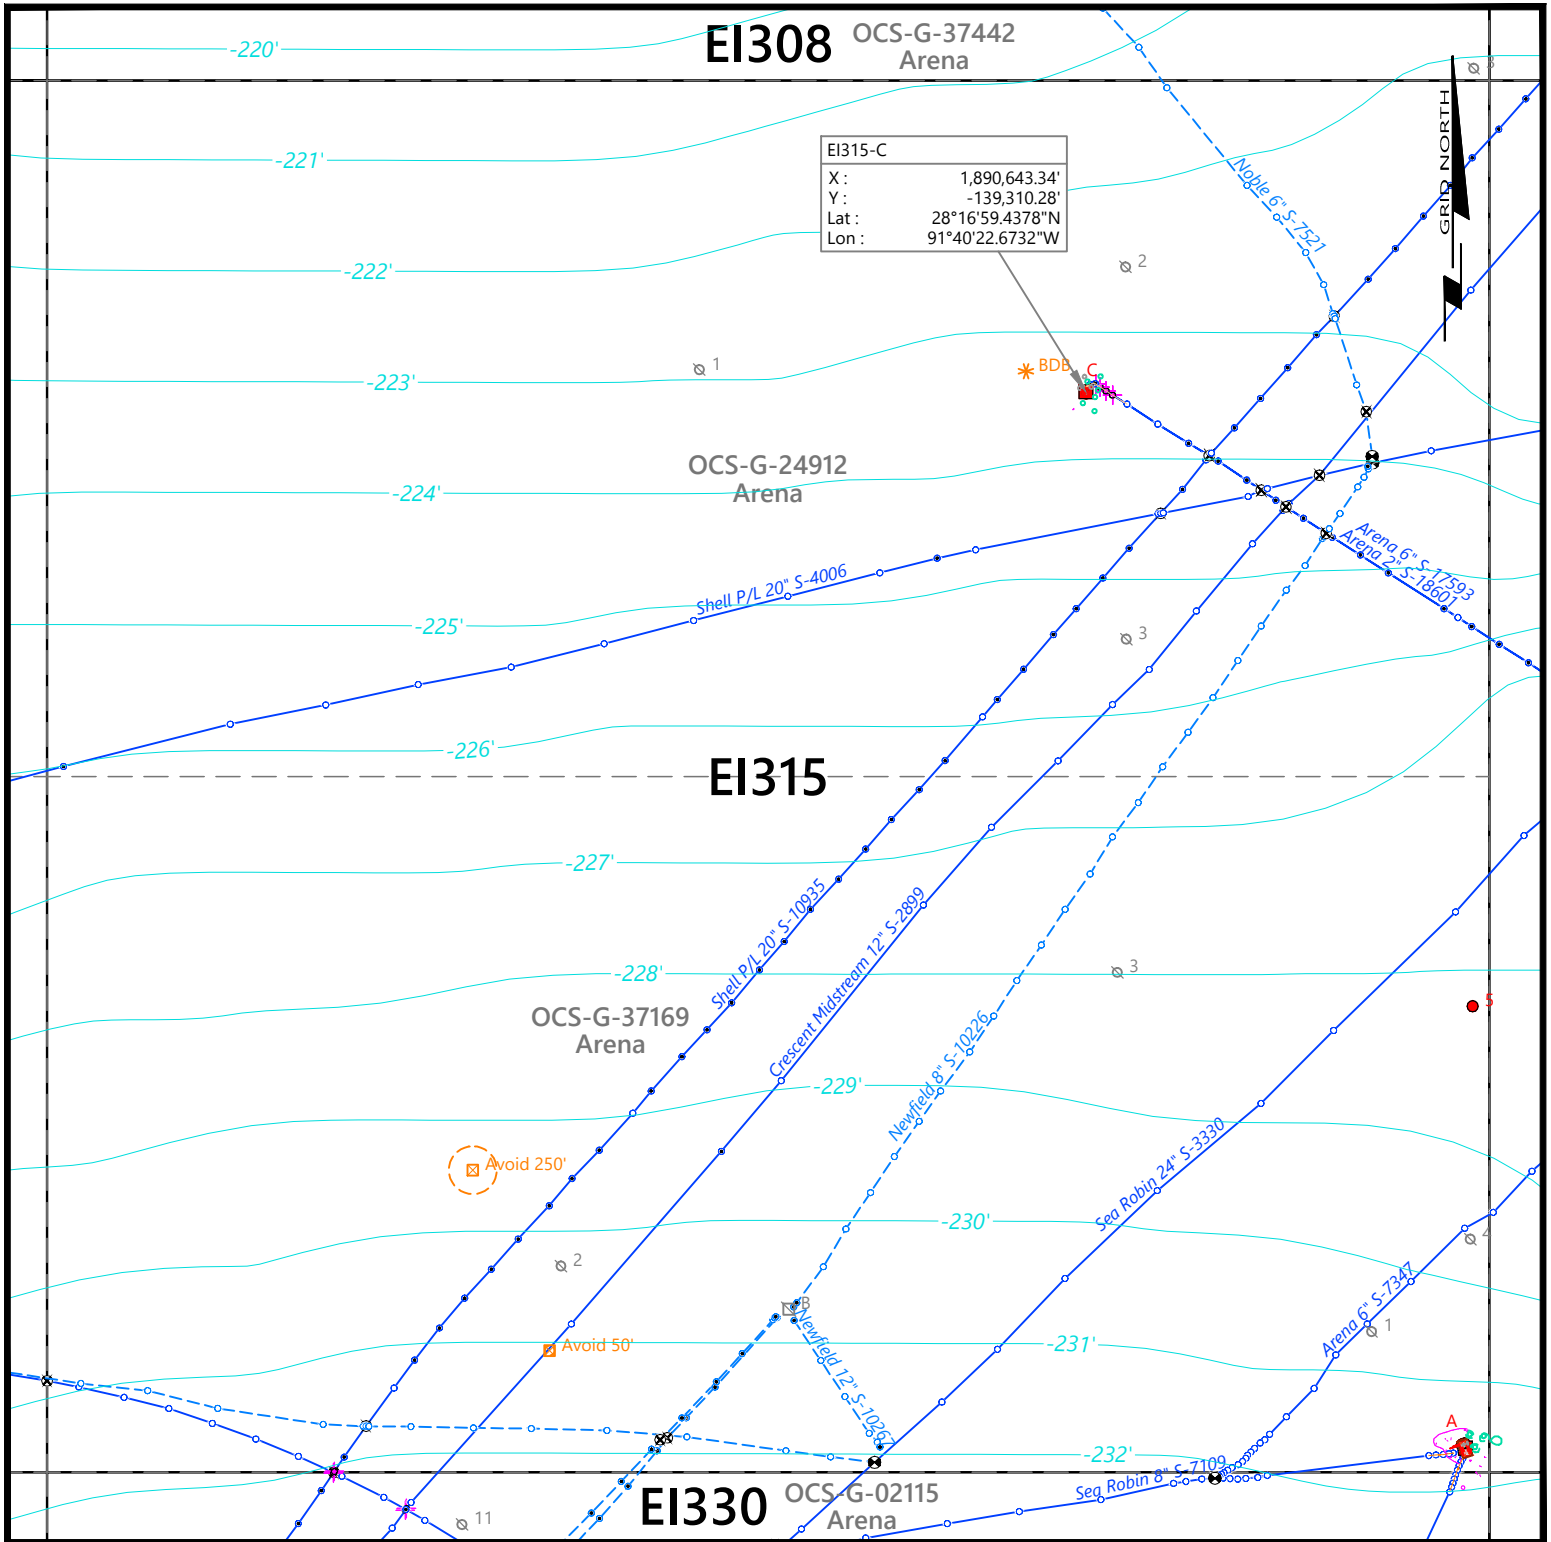 EI308
OCS-G-37442
Arena
-220'
3
GRID NORTH
-221'
EI315-C
X : 1,890,643.34'
Y : -139,310.28'
Lat : 28°16'59.4378"N
Lon : 91°40'22.6732"W
Noble 6" S-7521
-222'
2
1
-223'
BDB
C
OCS-G-24912
Arena
-224'
Arena 6" S-17593
Arena 2" S-18601
Shell P/L 20" S-4006
-225'
3
-226'
EI315
-227'
Shell P/L 20" S-10935
Crescent Midstream 12" S-2899
-228'
3
5
OCS-G-37169
Arena
Newfield 8" S-10226
-229'
Avoid 250'
Sea Robin 24" S-3330
-230'
4
2
B
Newfield 12" S-10267
Arena 6" S-7347
1
Avoid 50'
-231'
A
-232'
Sea Robin 8" S-7109
EI330
OCS-G-02115
Arena
11